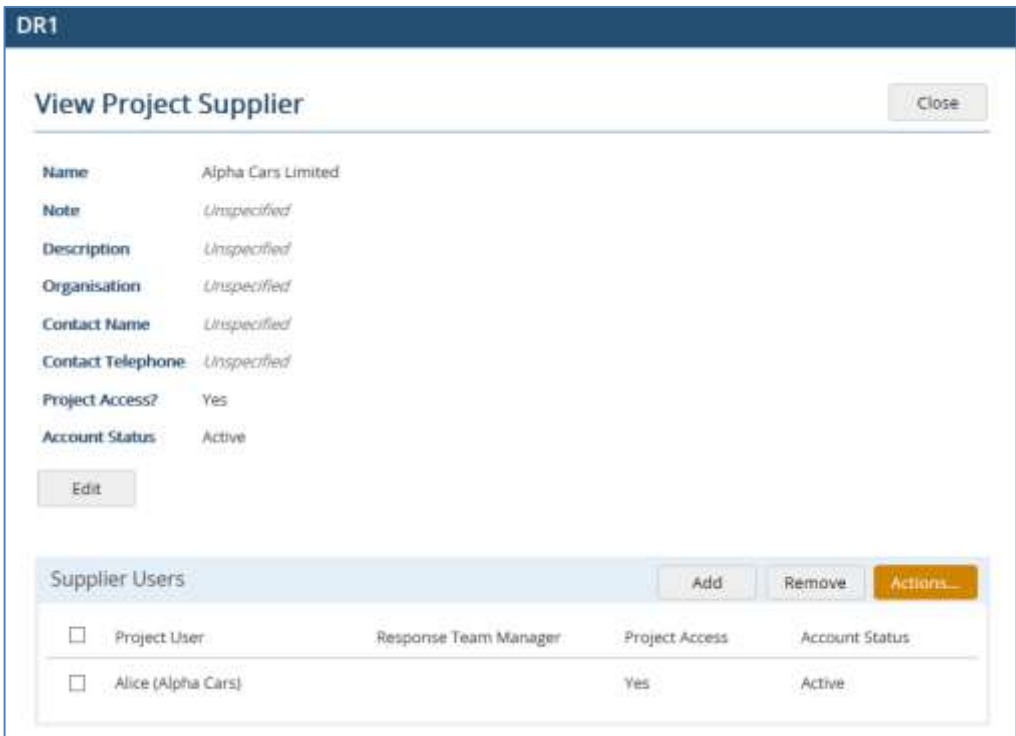 DR1
View Project Supplier Close
Name Alpha Cars Limited
Note Unspecified
Description Unspecified
Organisation Unspecified
Contact Name Unspecified
Contact Telephone Unspecified
Project Access? Yes
Account Status Active
Edit
Supplier Users Add Remove Actions...
Project User Response Team Manager Project Access Account Status
Alice (Alpha Cars) Yes Active